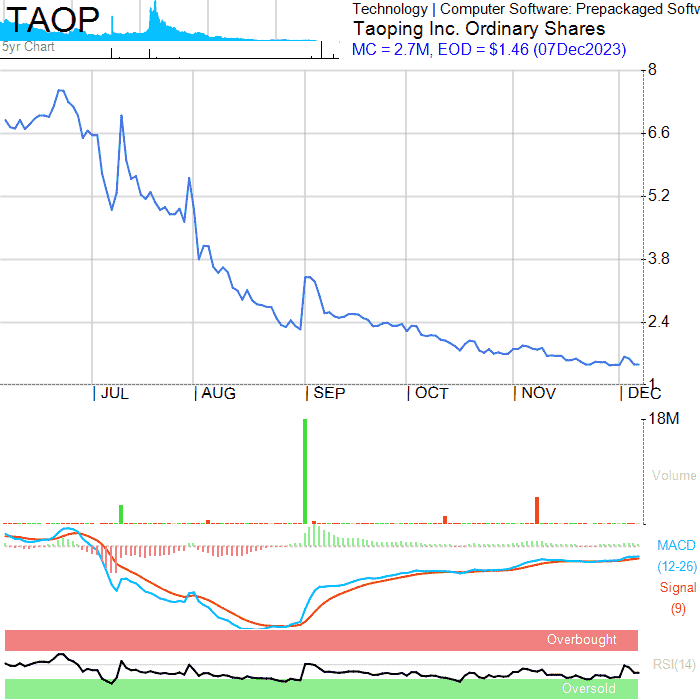 TAOP
5yr Chart
Technology | Computer Software: Prepackaged Softw
Taoping Inc. Ordinary Shares
MC = 2.7M, EOD = $1.46 (07Dec2023)
8
6.6
5.2
3.8
2.4
1
| JUL | AUG | SEP | OCT | NOV | DEC
18M
Volume
MACD
(12-26)
Signal
(9)
Overbought
RSI(14)
Oversold